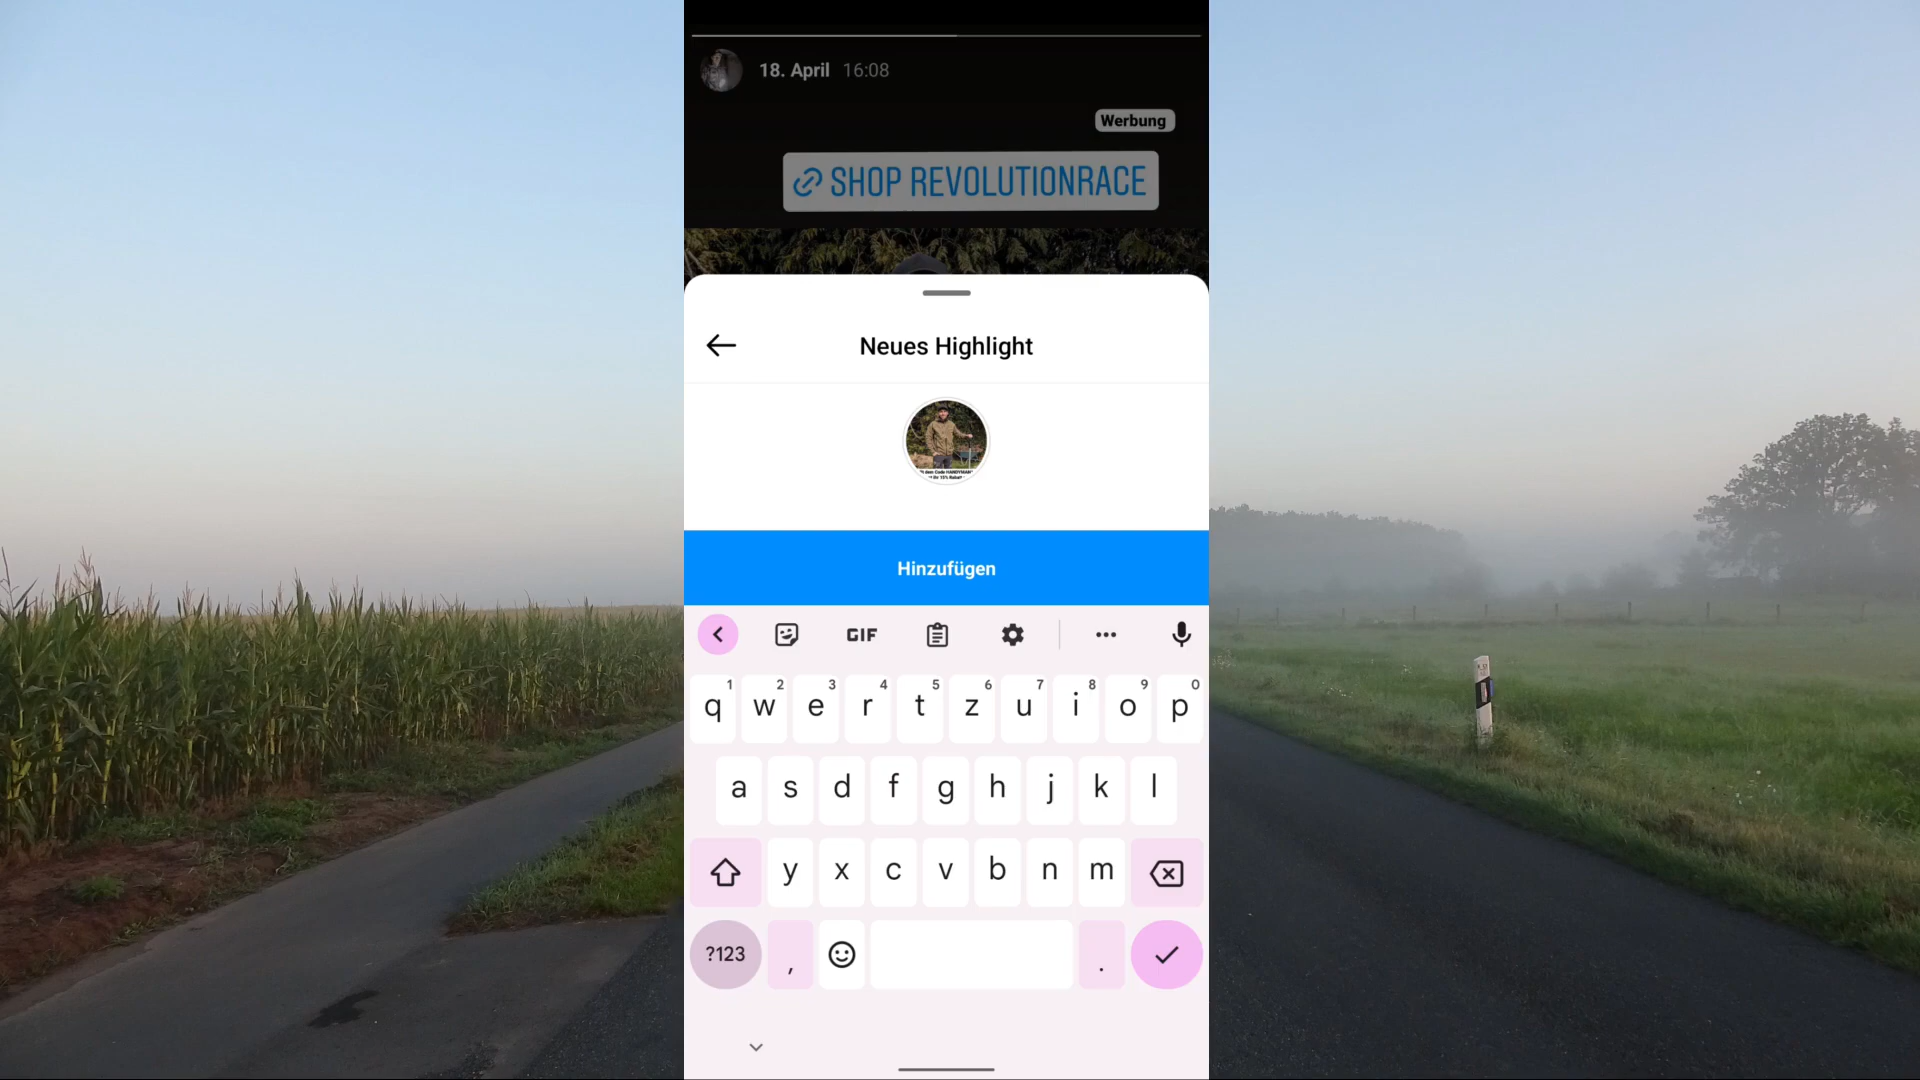 18. April 16:08
Werbung
SHOP REVOLUTIONRACE
Neues Highlight
Hinzufügen
GIF
1 2 3 4 5 6 7 8 9 0
q w e r t z u i o p
a s d f g h j k l
y x c v b n m
?123 , .